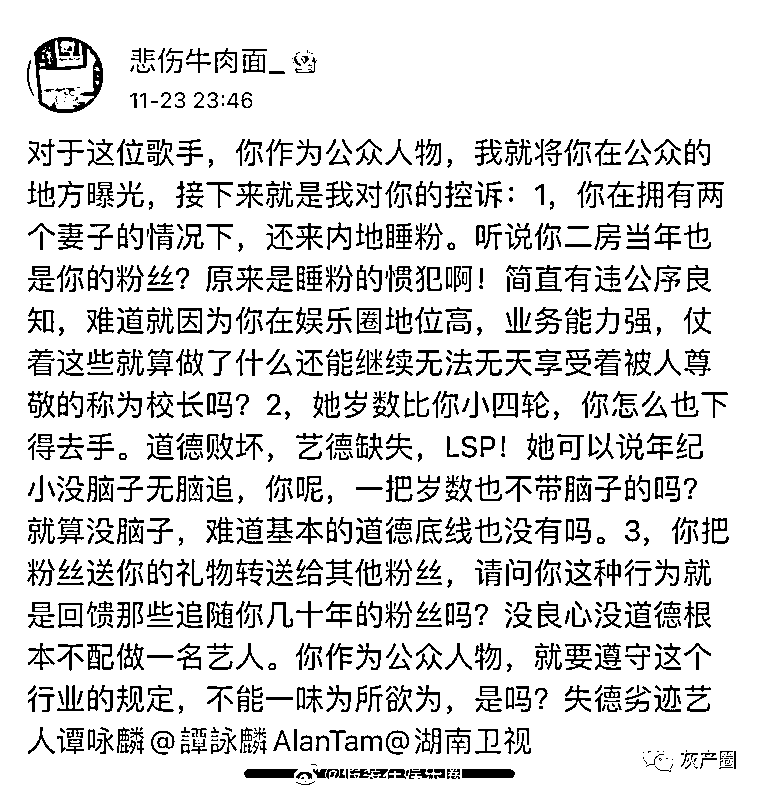 悲伤牛肉面_
11-23 23:46
对于这位歌手，你作为公众人物，我就将你在公众的
地方曝光，接下来就是我对你的控诉：1，你在拥有两
个妻子的情况下，还来内地睡粉。听说你二房当年也
是你的粉丝？原来是睡粉的惯犯啊！简直有违公序良
知，难道就因为你在娱乐圈地位高，业务能力强，仗
着这些就算做了什么还能继续无法无天享受着被人尊
敬的称为校长吗？2，她岁数比你小四轮，你怎么也下
得去手。道德败坏，艺德缺失，LSP！她可以说年纪
小没脑子无脑追，你呢，一把岁数也不带脑子的吗？
就算没脑子，难道基本的道德底线也没有吗。3，你把
粉丝送你的礼物转送给其他粉丝，请问你这种行为就
是回馈那些追随你几十年的粉丝吗？没良心没道德根
本不配做一名艺人。你作为公众人物，就要遵守这个
行业的规定，不能一味为所欲为，是吗？失德劣迹艺
人谭咏麟@譚詠麟AlanTam@湖南卫视
灰产圈